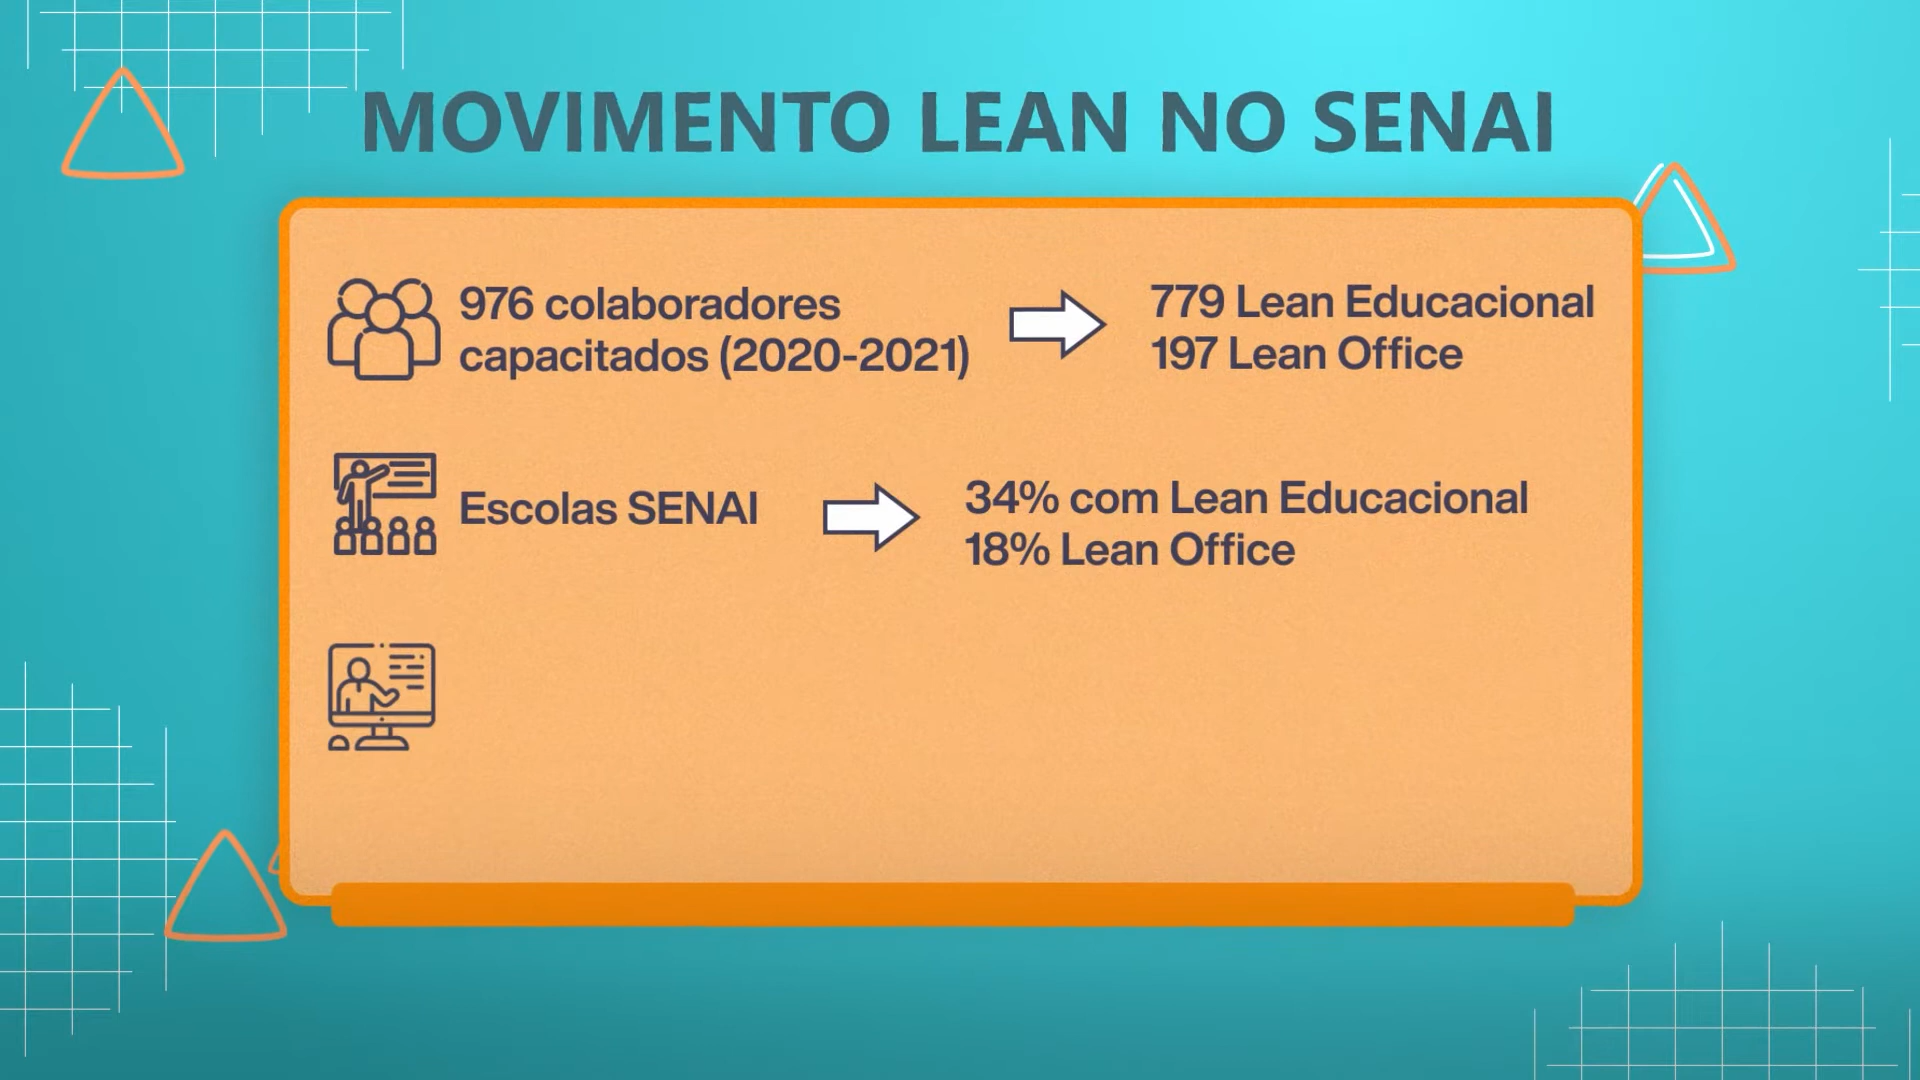 MOVIMENTO LEAN NO SENAI
976 colaboradores
capacitados (2020-2021)
779 Lean Educacional
197 Lean Office
Escolas SENAI
34% com Lean Educacional
18% Lean Office